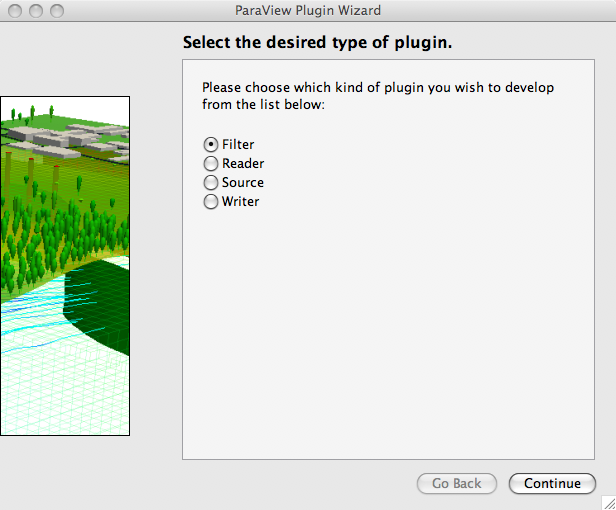 ParaView Plugin Wizard
Select the desired type of plugin.
Please choose which kind of plugin you wish to develop
from the list below:
Filter
Reader
Source
Writer
Go Back
Continue